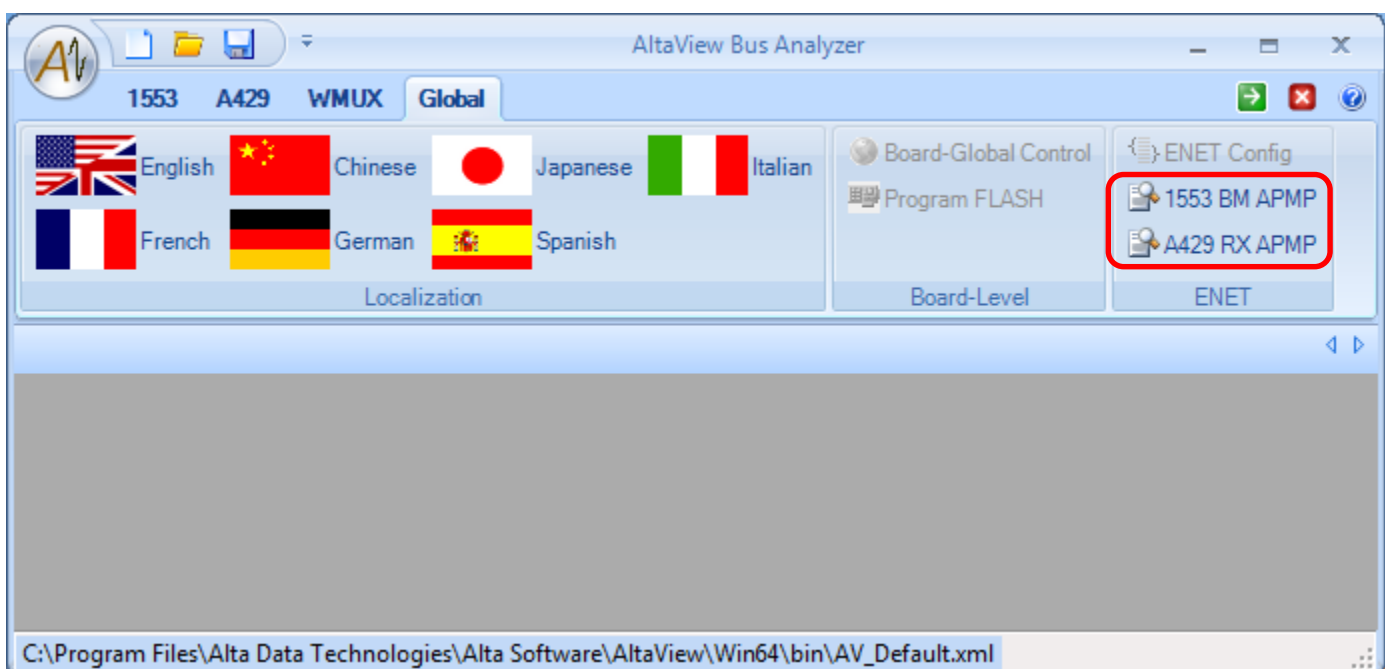 AltaView Bus Analyzer
1553 A429 WMUX Global
English Chinese Japanese Italian
French German Spanish
Localization
Board-Global Control
Program FLASH
Board-Level
ENET Config
1553 BM APMP
A429 RX APMP
ENET
C:\Program Files\Alta Data Technologies\Alta Software\AltaView\Win64\bin\AV_Default.xml